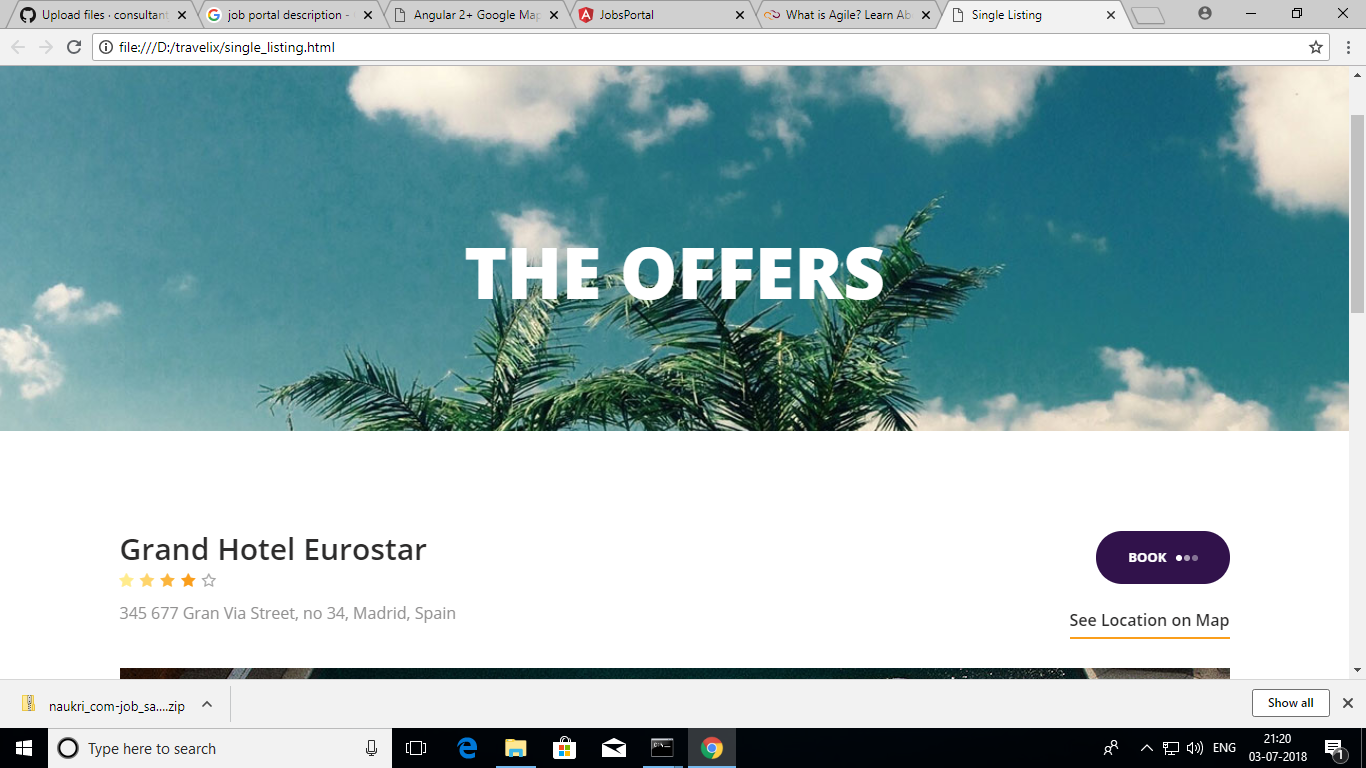 Upload files · consultan
job portal description -
Angular 2+ Google Map
JobsPortal
What is Agile? Learn Ab
Single Listing
file:///D:/travelix/single_listing.html
THE OFFERS
Grand Hotel Eurostar
BOOK
345 677 Gran Via Street, no 34, Madrid, Spain
See Location on Map
naukri_com-job_sa....zip
Show all
Type here to search
ENG
21:20
03-07-2018
1